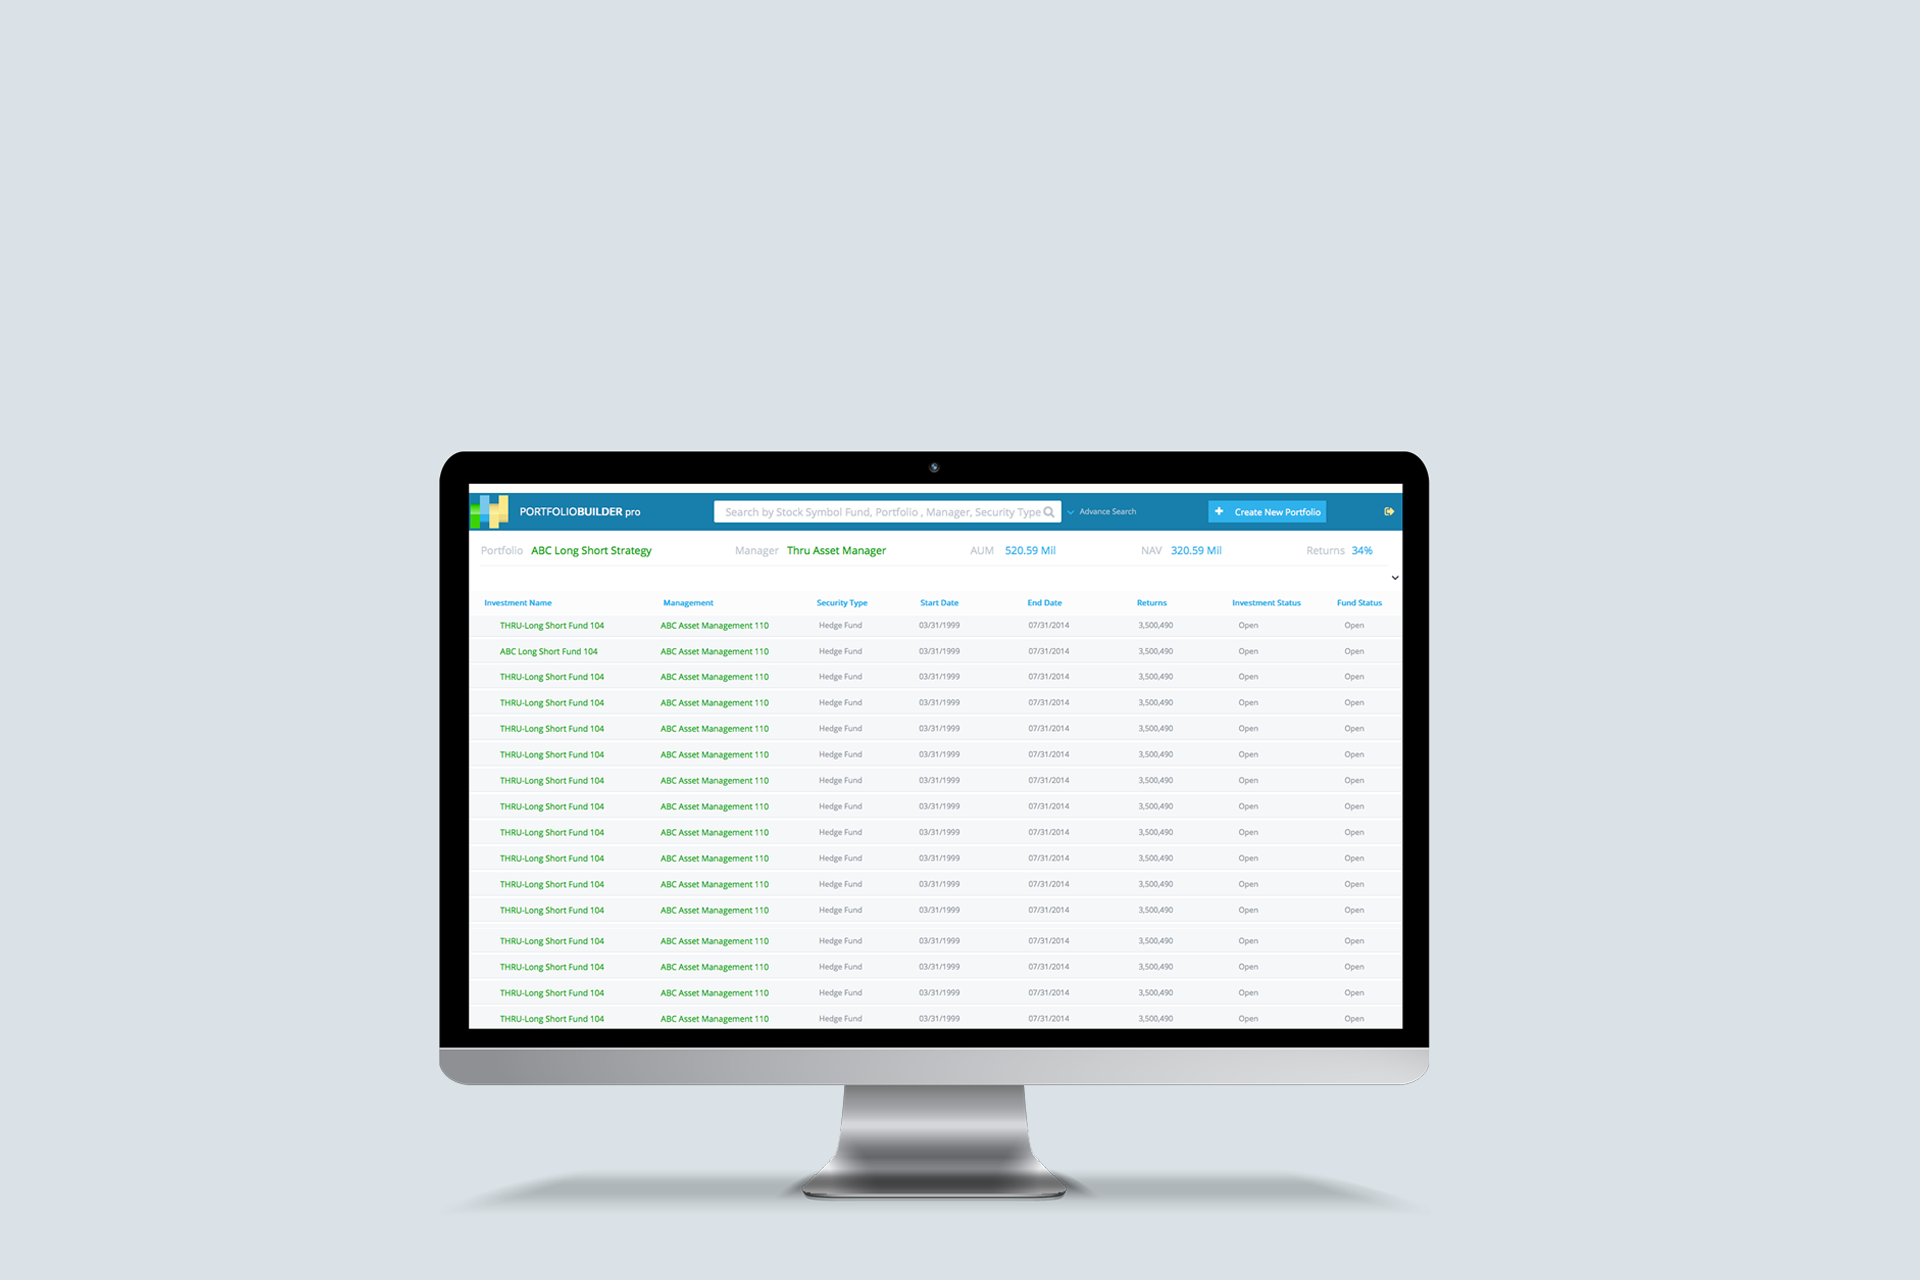 PORTFOLIOBUILDER pro Search by Stock Symbol Fund, Portfolio , Manager, Security Type Advance Search + Create New Portfolio
Portfolio ABC Long Short Strategy Manager Thru Asset Manager AUM 520.59 Mil NAV 320.59 Mil Returns 34%
Investment Name Management Security Type Start Date End Date Returns Investment Status Fund Status
THRU-Long Short Fund 104 ABC Asset Management 110 Hedge Fund 03/31/1999 07/31/2014 3,500,490 Open Open
ABC Long Short Fund 104 ABC Asset Management 110 Hedge Fund 03/31/1999 07/31/2014 3,500,490 Open Open
THRU-Long Short Fund 104 ABC Asset Management 110 Hedge Fund 03/31/1999 07/31/2014 3,500,490 Open Open
THRU-Long Short Fund 104 ABC Asset Management 110 Hedge Fund 03/31/1999 07/31/2014 3,500,490 Open Open
THRU-Long Short Fund 104 ABC Asset Management 110 Hedge Fund 03/31/1999 07/31/2014 3,500,490 Open Open
THRU-Long Short Fund 104 ABC Asset Management 110 Hedge Fund 03/31/1999 07/31/2014 3,500,490 Open Open
THRU-Long Short Fund 104 ABC Asset Management 110 Hedge Fund 03/31/1999 07/31/2014 3,500,490 Open Open
THRU-Long Short Fund 104 ABC Asset Management 110 Hedge Fund 03/31/1999 07/31/2014 3,500,490 Open Open
THRU-Long Short Fund 104 ABC Asset Management 110 Hedge Fund 03/31/1999 07/31/2014 3,500,490 Open Open
THRU-Long Short Fund 104 ABC Asset Management 110 Hedge Fund 03/31/1999 07/31/2014 3,500,490 Open Open
THRU-Long Short Fund 104 ABC Asset Management 110 Hedge Fund 03/31/1999 07/31/2014 3,500,490 Open Open
THRU-Long Short Fund 104 ABC Asset Management 110 Hedge Fund 03/31/1999 07/31/2014 3,500,490 Open Open
THRU-Long Short Fund 104 ABC Asset Management 110 Hedge Fund 03/31/1999 07/31/2014 3,500,490 Open Open
THRU-Long Short Fund 104 ABC Asset Management 110 Hedge Fund 03/31/1999 07/31/2014 3,500,490 Open Open
THRU-Long Short Fund 104 ABC Asset Management 110 Hedge Fund 03/31/1999 07/31/2014 3,500,490 Open Open
THRU-Long Short Fund 104 ABC Asset Management 110 Hedge Fund 03/31/1999 07/31/2014 3,500,490 Open Open